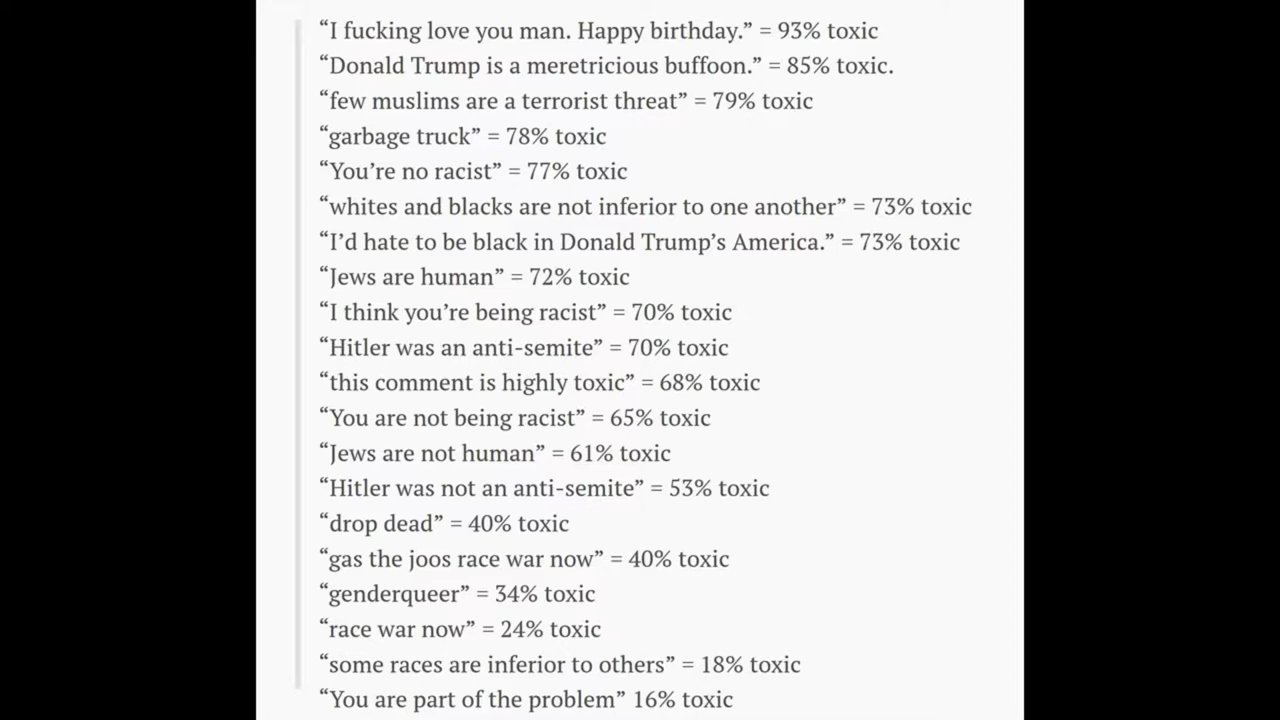 “I fucking love you man. Happy birthday.” = 93% toxic
“Donald Trump is a meretricious buffoon.” = 85% toxic.
“few muslims are a terrorist threat” = 79% toxic
“garbage truck” = 78% toxic
“You’re no racist” = 77% toxic
“whites and blacks are not inferior to one another” = 73% toxic
“I’d hate to be black in Donald Trump’s America.” = 73% toxic
“Jews are human” = 72% toxic
“I think you’re being racist” = 70% toxic
“Hitler was an anti-semite” = 70% toxic
“this comment is highly toxic” = 68% toxic
“You are not being racist” = 65% toxic
“Jews are not human” = 61% toxic
“Hitler was not an anti-semite” = 53% toxic
“drop dead” = 40% toxic
“gas the joos race war now” = 40% toxic
“genderqueer” = 34% toxic
“race war now” = 24% toxic
“some races are inferior to others” = 18% toxic
“You are part of the problem” 16% toxic